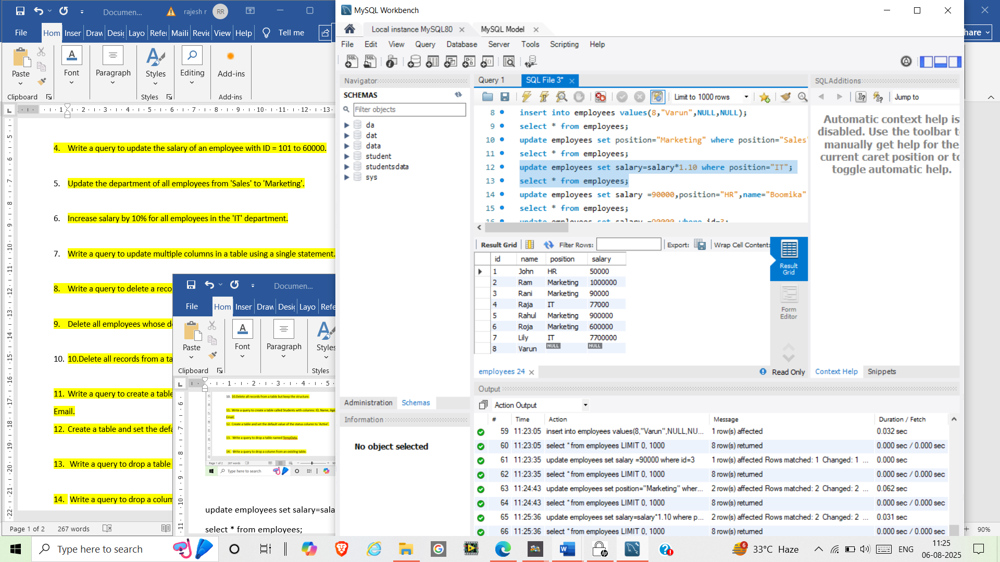 Documen...
rajesh r
RR
File Hom Inser Draw Layo Refer Maili View Help Tell me
Paste
Font
Paragraph
Styles
Editing
Add-ins
Clipboard
Styles
Add-ins
4. Write a query to update the salary of an employee with ID = 101 to 60000.
5. Update the department of all employees from 'Sales' to 'Marketing'.
6. Increase salary by 10% for all employees in the 'IT' department.
7. Write a query to update multiple columns in a table using a single statement.
8. Write a query to delete a reco
9. Delete all employees whose d
10. 10.Delete all records from a ta
11. Write a query to create a table
Email.
12. Create a table and set the defa
13. Write a query to drop a table
14. Write a query to drop a colum
Page 1 of 2 267 words
Documen...
File Hom Inser Draw Layo Refe
Paste
Font
Paragraph
Styles
Clipboard
Styles
10. 10.Delete all records from a table but keep the structure.
11. Write a query to create a table called Students with columns: ID, Name, Age,
Email.
12. Create a table and set the default value of the status column to 'Active'.
13. Write a query to drop a table named TempData.
14. Write a query to drop a column from an existing table.
Page 1 of 2 267 words
Type here to search
update employees set salary=sala
select * from employees;
MySQL Workbench
Local instance MySQL80
MySQL Model
File Edit View Query Database Server Tools Scripting Help
Navigator
SCHEMAS
Filter objects
da
dat
data
student
studentsdata
sys
Administration Schemas
Information
No object selected
Query 1
SQL File 3*
Limit to 1000 rows
8 insert into employees values(8,"Varun",NULL,NULL);
9 select * from employees;
10 update employees set position="Marketing" where position="Sales"
11 select * from employees;
12 update employees set salary=salary*1.10 where position="IT";
13 select * from employees;
14 update employees set salary =90000,position="HR",name="Boomika"
15 select * from employees;
16 update employees set salary =90000 where id=3;
Result Grid Filter Rows: Export: Wrap Cell Content:
id name position salary
1 John HR 50000
2 Ram Marketing 1000000
3 Rani Marketing 90000
4 Raja IT 77000
5 Rahul Marketing 900000
6 Roja Marketing 600000
7 Lily IT 7700000
8 Varun NULL NULL
Result
Grid
Form
Editor
employees 24
Read Only
SQLAdditions
Jump to
Automatic context help is
disabled. Use the toolbar t
manually get help for the
current caret position or to
toggle automatic help.
Context Help Snippets
Output
Action Output
# Time Action Message Duration / Fetch
59 11:23:05 insert into employees values(8,"Varun",NULL,NU... 1 row(s) affected 0.032 sec
60 11:23:05 select * from employees LIMIT 0, 1000 8 row(s) returned 0.000 sec / 0.000 sec
61 11:23:35 update employees set salary =90000 where id=3 1 row(s) affected Rows matched: 1 Changed: 1 ... 0.000 sec
62 11:23:35 select * from employees LIMIT 0, 1000 8 row(s) returned 0.000 sec / 0.000 sec
63 11:24:43 update employees set position="Marketing" wher... 2 row(s) affected Rows matched: 2 Changed: 2 ... 0.062 sec
64 11:24:43 select * from employees LIMIT 0, 1000 8 row(s) returned 0.000 sec / 0.000 sec
65 11:25:36 update employees set salary=salary*1.10 where p... 2 row(s) affected Rows matched: 2 Changed: 2 ... 0.031 sec
66 11:25:36 select * from employees LIMIT 0, 1000 8 row(s) returned 0.000 sec / 0.000 sec
hare
90%
Type here to search
33°C Haze
ENG
11:25
06-08-2025